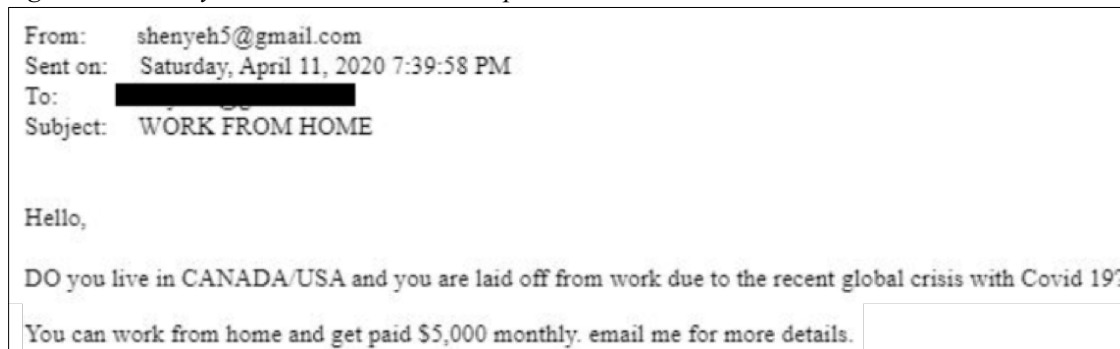 From: shenyeh5@gmail.com
Sent on: Saturday, April 11, 2020 7:39:58 PM
To:
Subject: WORK FROM HOME
Hello,
DO you live in CANADA/USA and you are laid off from work due to the recent global crisis with Covid 19?
You can work from home and get paid $5,000 monthly. email me for more details.